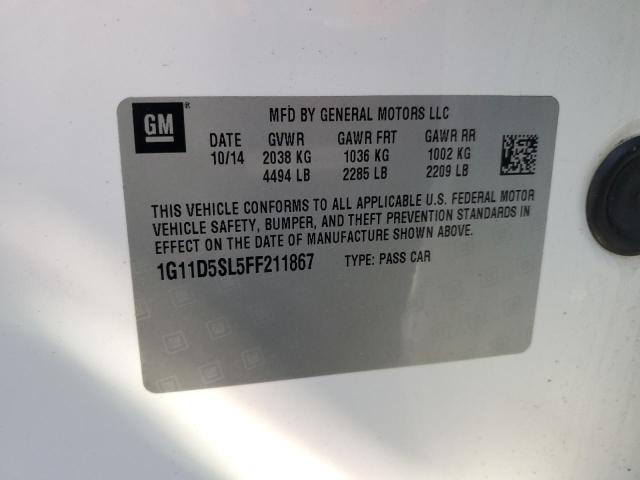 GM ®
MFD BY GENERAL MOTORS LLC
DATE GVWR GAWR FRT GAWR RR
10/14 2038 KG 1036 KG 1002 KG
4494 LB 2285 LB 2209 LB
THIS VEHICLE CONFORMS TO ALL APPLICABLE U.S. FEDERAL MOTOR
VEHICLE SAFETY, BUMPER, AND THEFT PREVENTION STANDARDS IN
EFFECT ON THE DATE OF MANUFACTURE SHOWN ABOVE.
1G11D5SL5FF211867 TYPE: PASS CAR